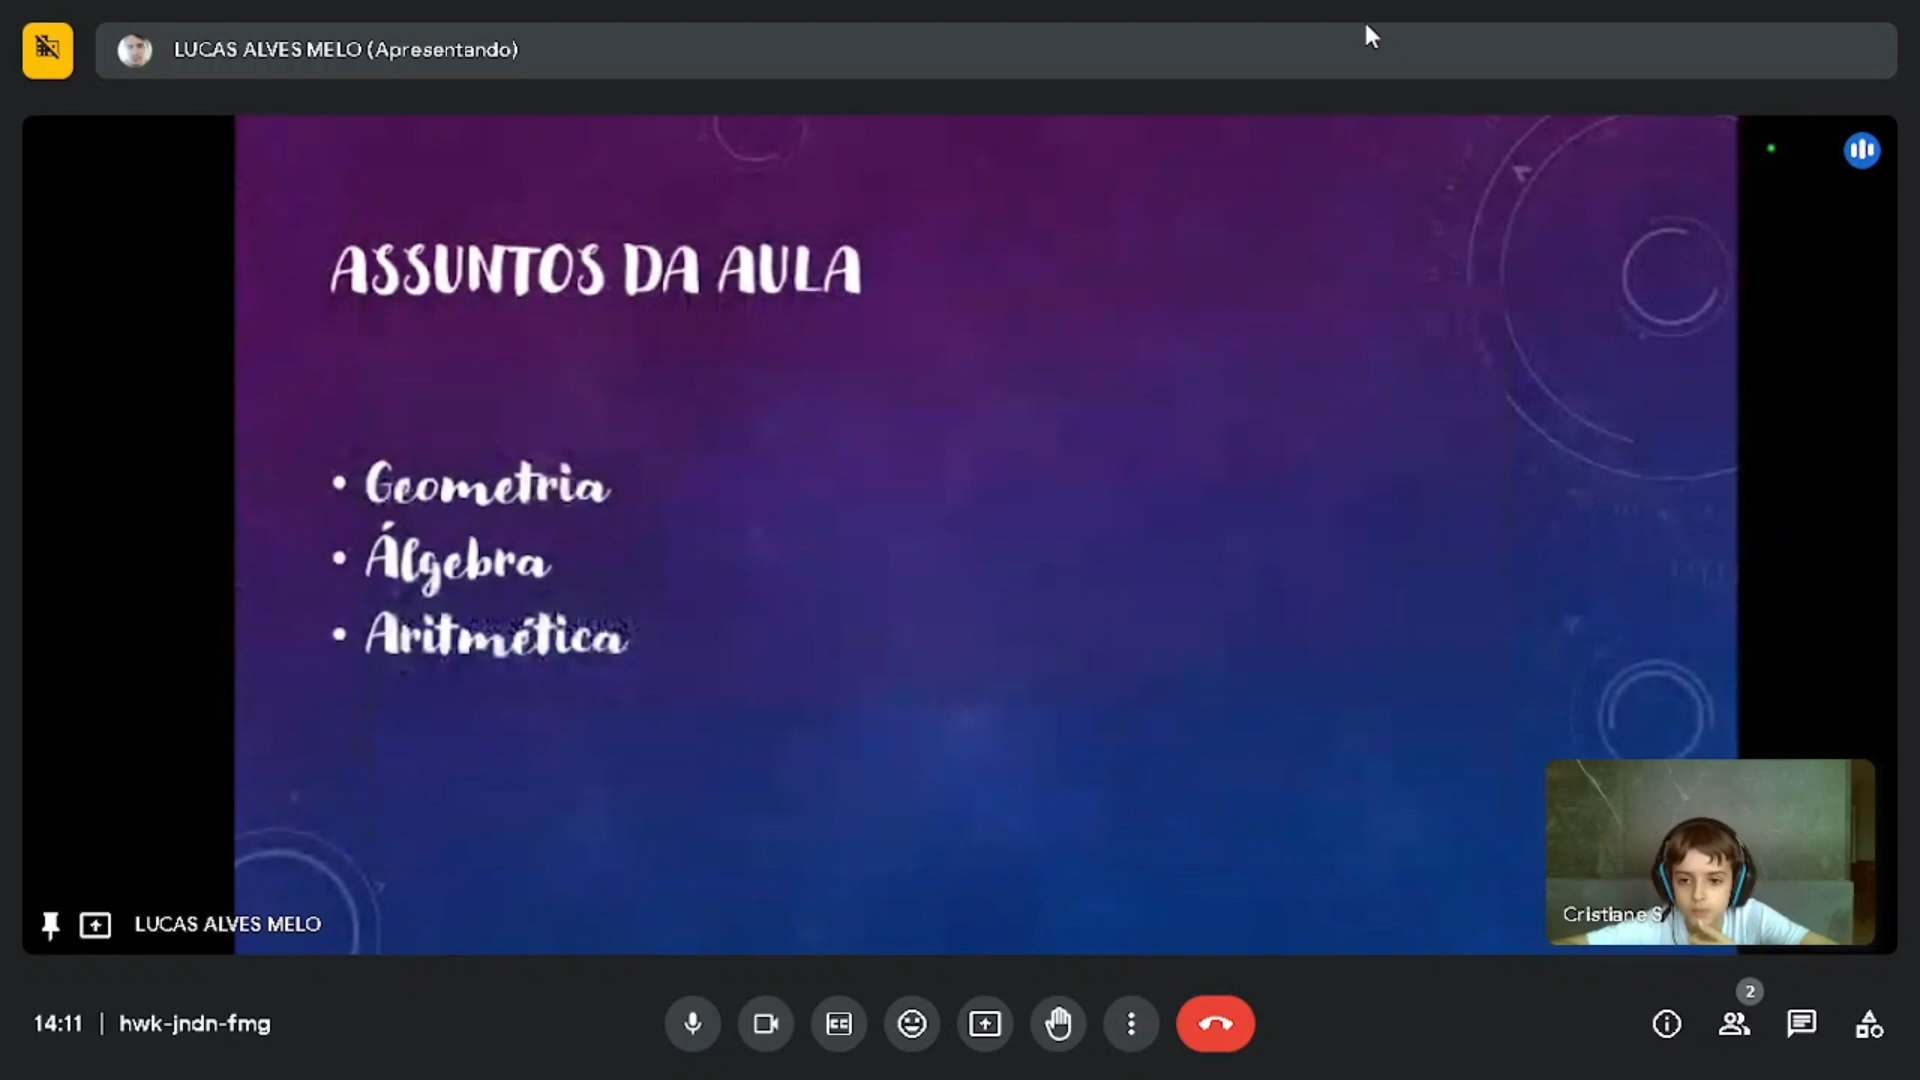 LUCAS ALVES MELO (Apresentando)
ASSUNTOS DA AULA
• Geometria
• Álgebra
• Aritmética
LUCAS ALVES MELO
Cristiane S
14:11 | hwk-jndn-fmg
2